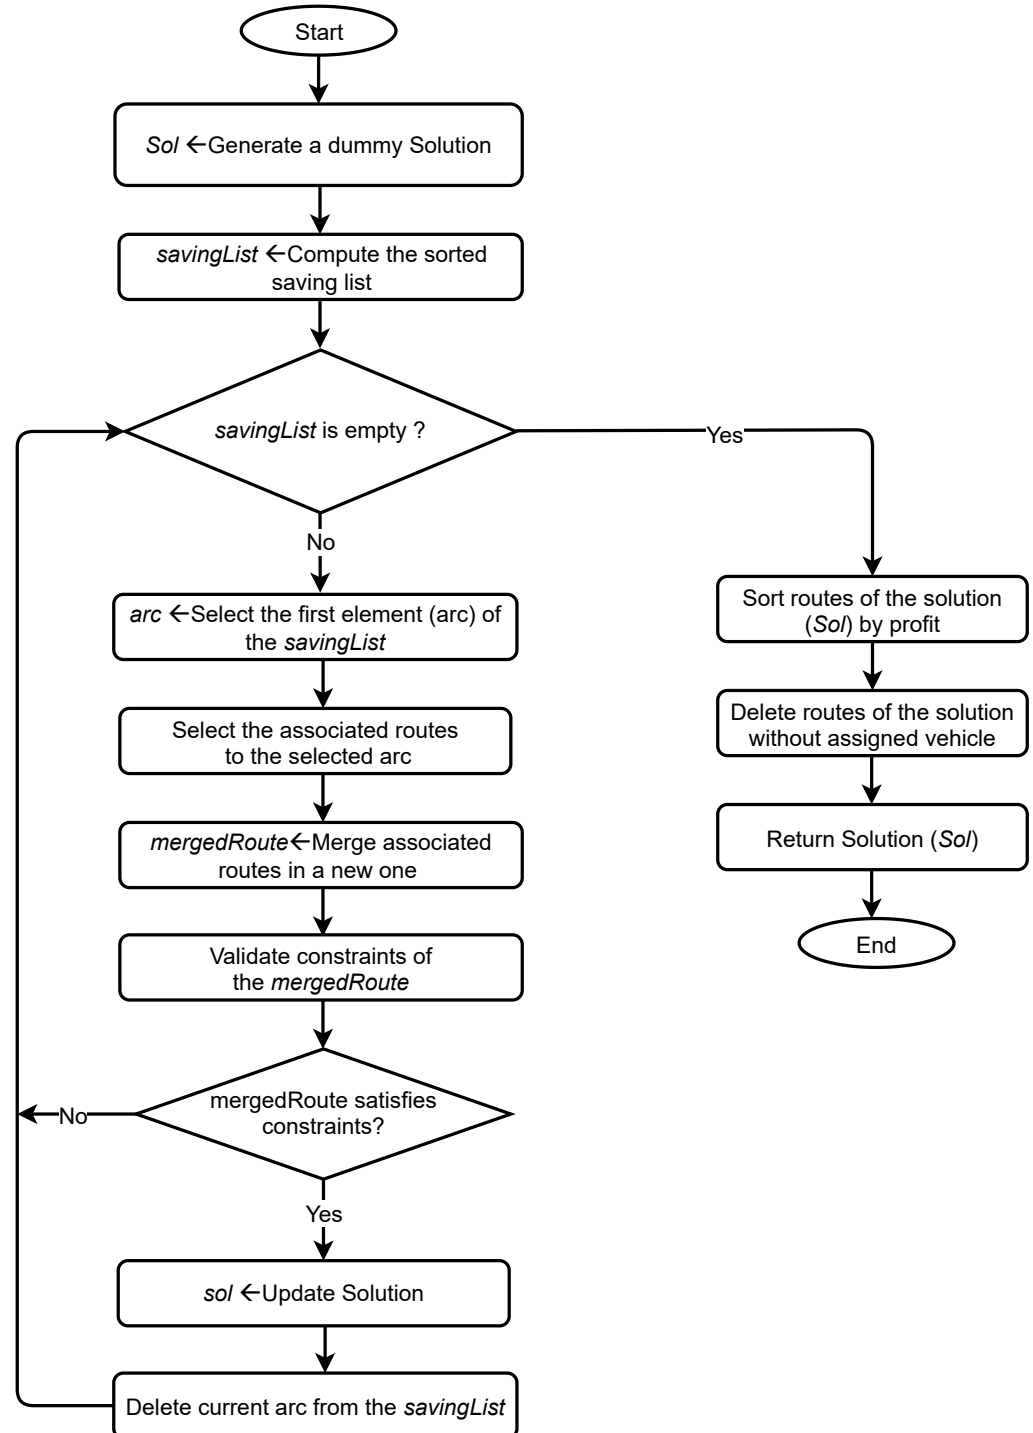 Start
Sol ←Generate a dummy Solution
savingList ←Compute the sorted
saving list
savingList is empty ?
Yes
No
arc ←Select the first element (arc) of
the savingList
Select the associated routes
to the selected arc
mergedRoute←Merge associated
routes in a new one
Validate constraints of
the mergedRoute
mergedRoute satisfies
constraints?
No
Yes
sol ←Update Solution
Delete current arc from the savingList
Sort routes of the solution
(Sol) by profit
Delete routes of the solution
without assigned vehicle
Return Solution (Sol)
End